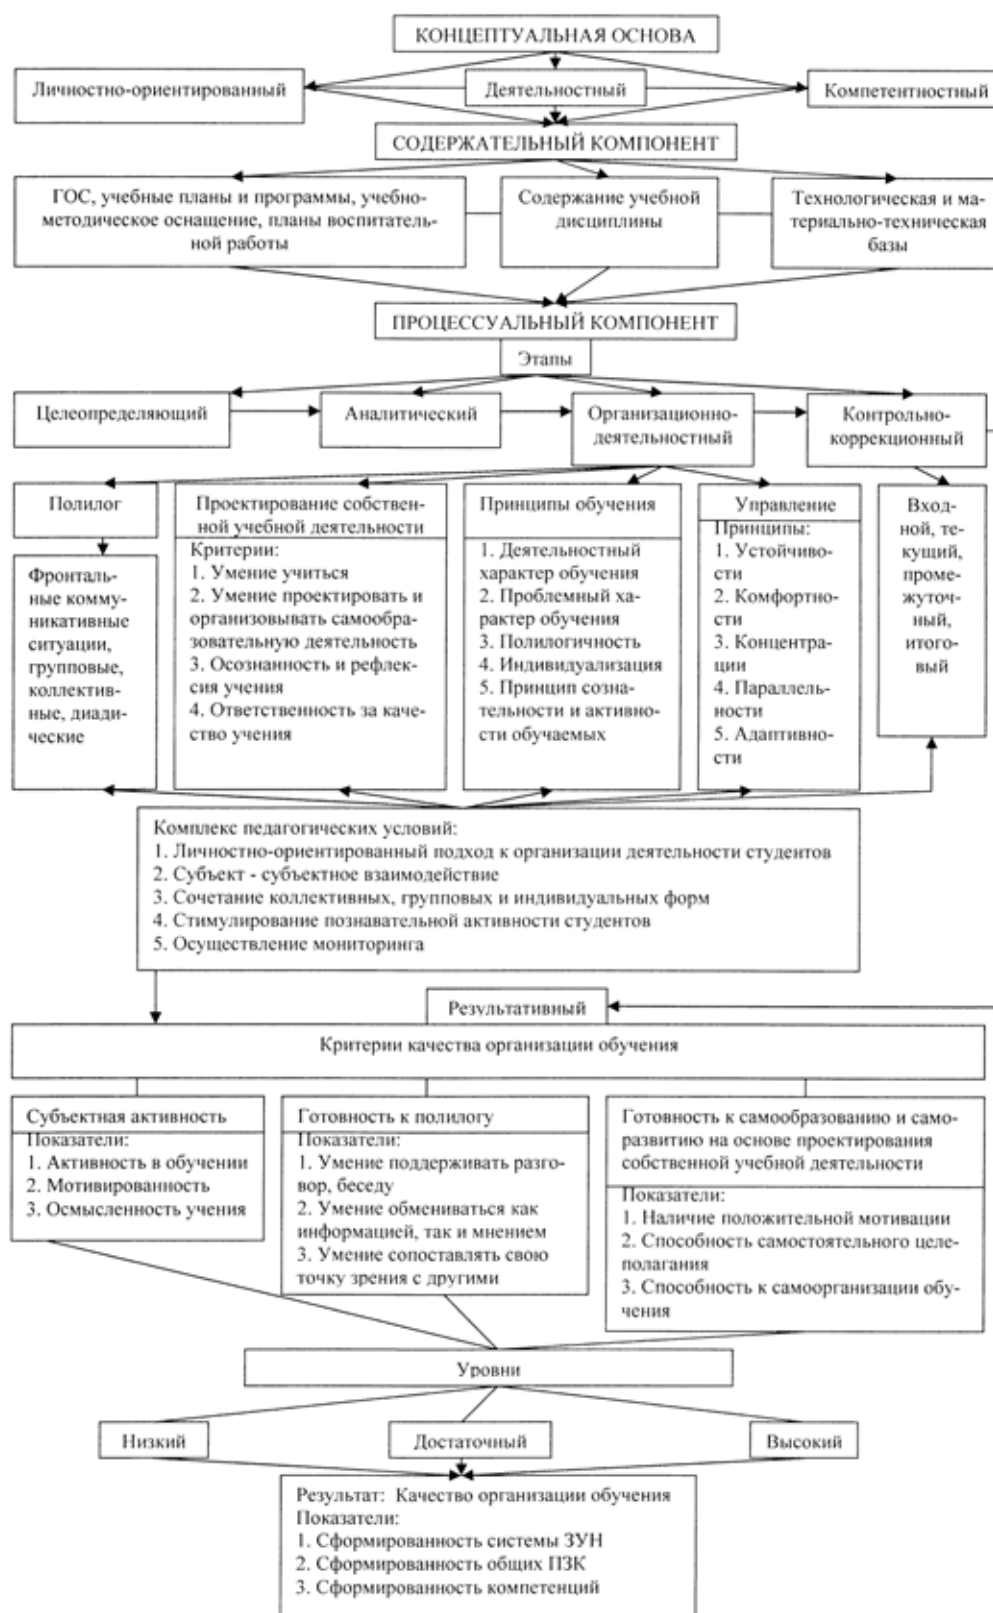 КОНЦЕПТУАЛЬНАЯ ОСНОВА
Личностно-ориентированный
Деятельностный
Компетентностный
СОДЕРЖАТЕЛЬНЫЙ КОМПОНЕНТ
ГОС, учебные планы и программы, учебно-
методическое оснащение, планы воспитатель-
ной работы
Содержание учебной
дисциплины
Технологическая и ма-
териально-техническая
базы
ПРОЦЕССУАЛЬНЫЙ КОМПОНЕНТ
Этапы
Целеопределяющий
Аналитический
Организационно-
деятельностный
Контрольно-
коррекционный
Полилог
Фронталь-
ные комму-
никативные
ситуации,
групповые,
коллектив-
ные, диади-
ческие
Проектирование собствен-
ной учебной деятельности
Критерии:
1. Умение учиться
2. Умение проектировать и
организовывать самообра-
зовательную деятельность
3. Осознанность и рефлек-
сия учения
4. Ответственность за каче-
ство учения
Принципы обучения
1. Деятельностный
характер обучения
2. Проблемный ха-
рактер обучения
3. Полилогичность
4. Индивидуализация
5. Принцип созна-
тельности и активно-
сти обучаемых
Управление
Принципы:
1. Устойчиво-
сти
2. Комфортно-
сти
3. Концентра-
ции
4. Параллель-
ности
5. Адаптивно-
сти
Вход-
ной, те-
кущий,
проме-
жуточ-
ный,
итого-
вый
Комплекс педагогических условий:
1. Личностно-ориентированный подход к организации деятельности студентов
2. Субъект - субъектное взаимодействие
3. Сочетание коллективных, групповых и индивидуальных форм
4. Стимулирование познавательной активности студентов
5. Осуществление мониторинга
Результативный
Критерии качества организации обучения
Субъектная активность
Показатели:
1. Активность в обучении
2. Мотивированность
3. Осмысленность учения
Готовность к полилогу
Показатели:
1. Умение поддерживать разго-
вор, беседу
2. Умение обмениваться как
информацией, так и мнением
3. Умение сопоставлять свою
точку зрения с другими
Готовность к самообразованию и само-
развитию на основе проектирования
собственной учебной деятельности
Показатели:
1. Наличие положительной мотивации
2. Способность самостоятельного целе-
полагания
3. Способность к самоорганизации обу-
чения
Уровни
Низкий
Достаточный
Высокий
Результат: Качество организации обучения
Показатели:
1. Сформированность системы ЗУН
2. Сформированность общих ПЗК
3. Сформированность компетенций